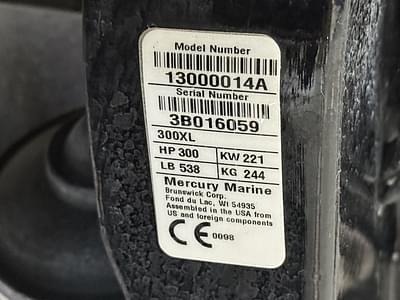 Model Number
13000014A
Serial Number
3B016059
300XL
HP 300 KW 221
LB 538 KG 244
Mercury Marine
Brunswick Corp.
Fond du Lac, WI 54935
Assembled in the USA from
US and foreign components
CE 0098